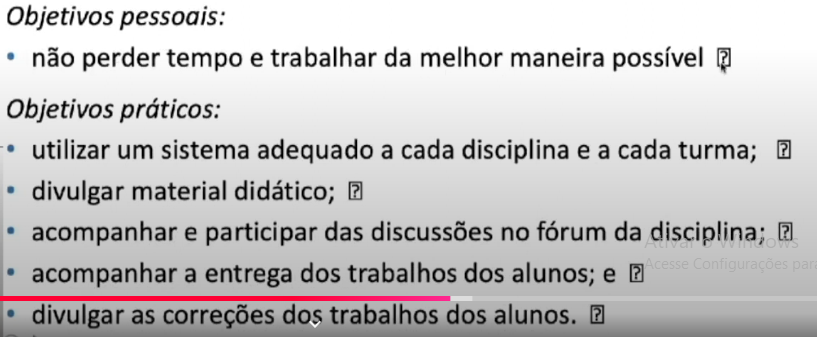 Objetivos pessoais:
• não perder tempo e trabalhar da melhor maneira possível
Objetivos práticos:
• utilizar um sistema adequado a cada disciplina e a cada turma;
• divulgar material didático;
• acompanhar e participar das discussões no fórum da disciplina;
Ativar o Windows
• acompanhar a entrega dos trabalhos dos alunos; e
Acesse Configurações para
• divulgar as correções dos trabalhos dos alunos.